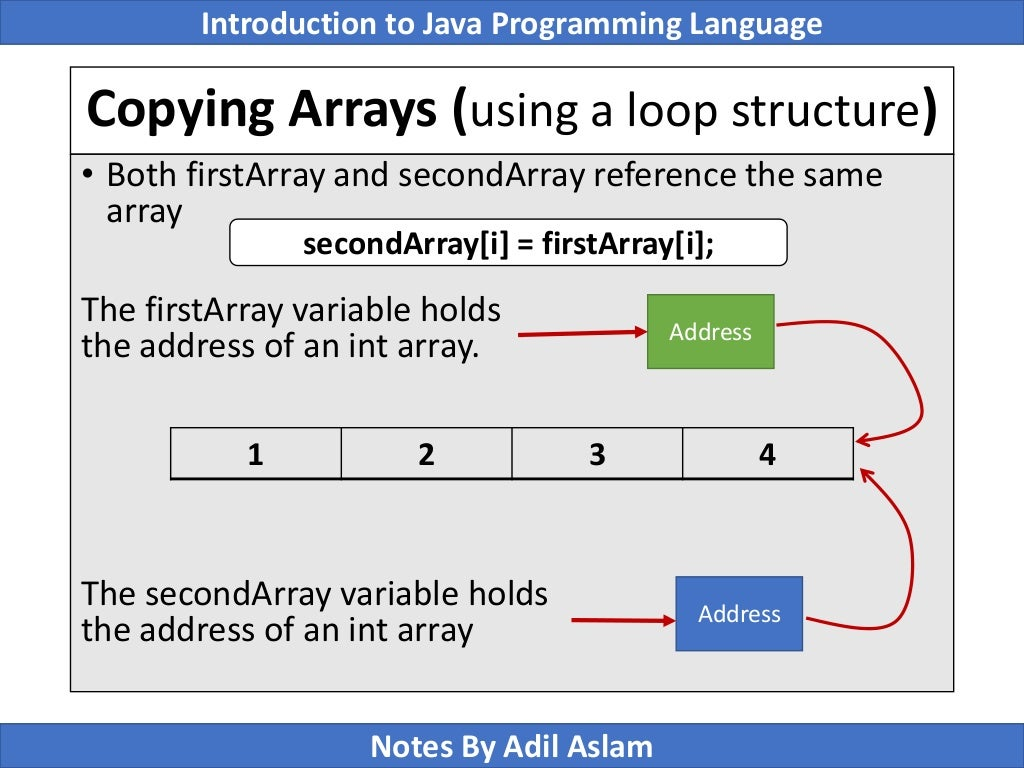 Introduction to Java Programming Language
Copying Arrays (using a loop structure)
• Both firstArray and secondArray reference the same
array
secondArray[i] = firstArray[i];
The firstArray variable holds
the address of an int array.
Address
1 2 3 4
The secondArray variable holds
the address of an int array
Address
Notes By Adil Aslam